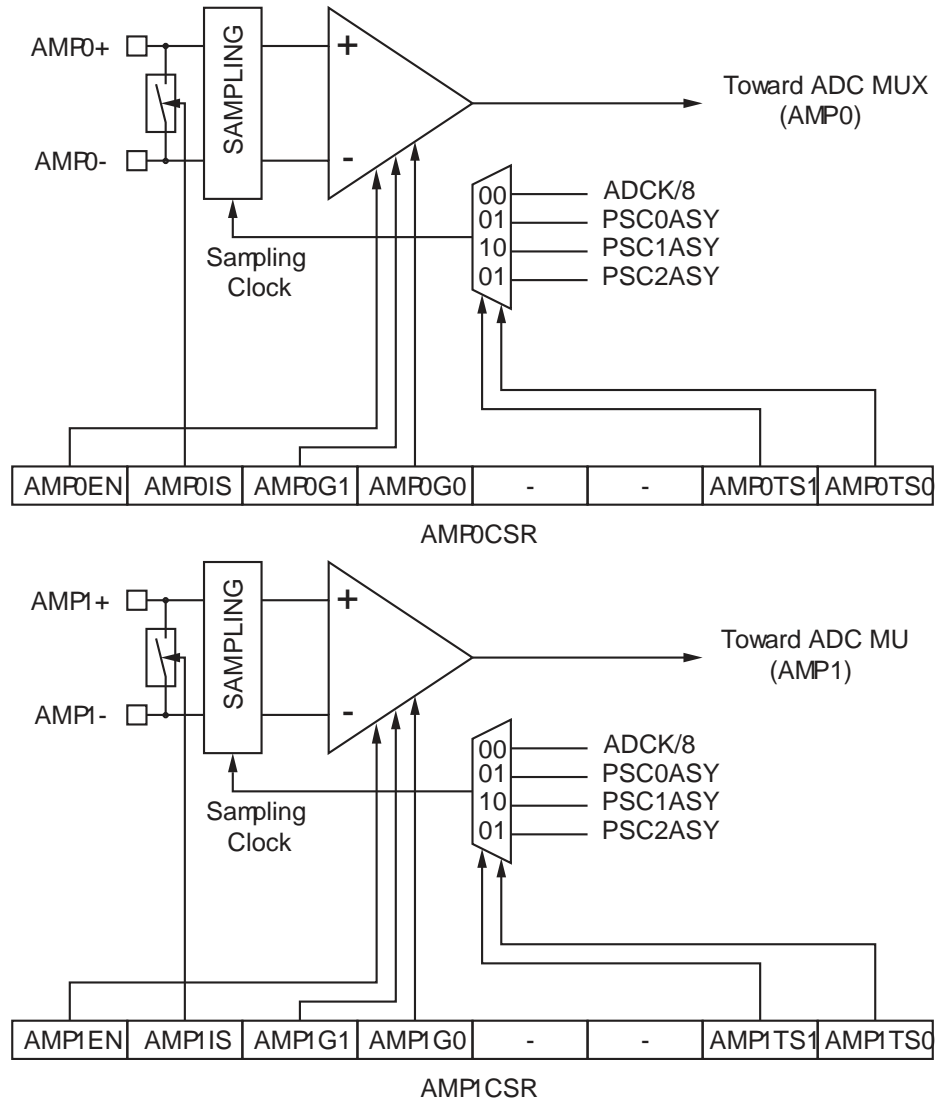 AMP0+
SAMPLING
+
Toward ADC MUX
(AMP0)
AMP0-
-
00 ADCK/8
01 PSC0ASY
10 PSC1ASY
01 PSC2ASY
Sampling
Clock
AMP0EN AMP0IS AMP0G1 AMP0G0 - - AMP0TS1 AMP0TS0
AMP0CSR
AMP1+
SAMPLING
+
Toward ADC MU
(AMP1)
AMP1-
-
00 ADCK/8
01 PSC0ASY
10 PSC1ASY
01 PSC2ASY
Sampling
Clock
AMP1EN AMP1IS AMP1G1 AMP1G0 - - AMP1TS1 AMP1TS0
AMP1CSR